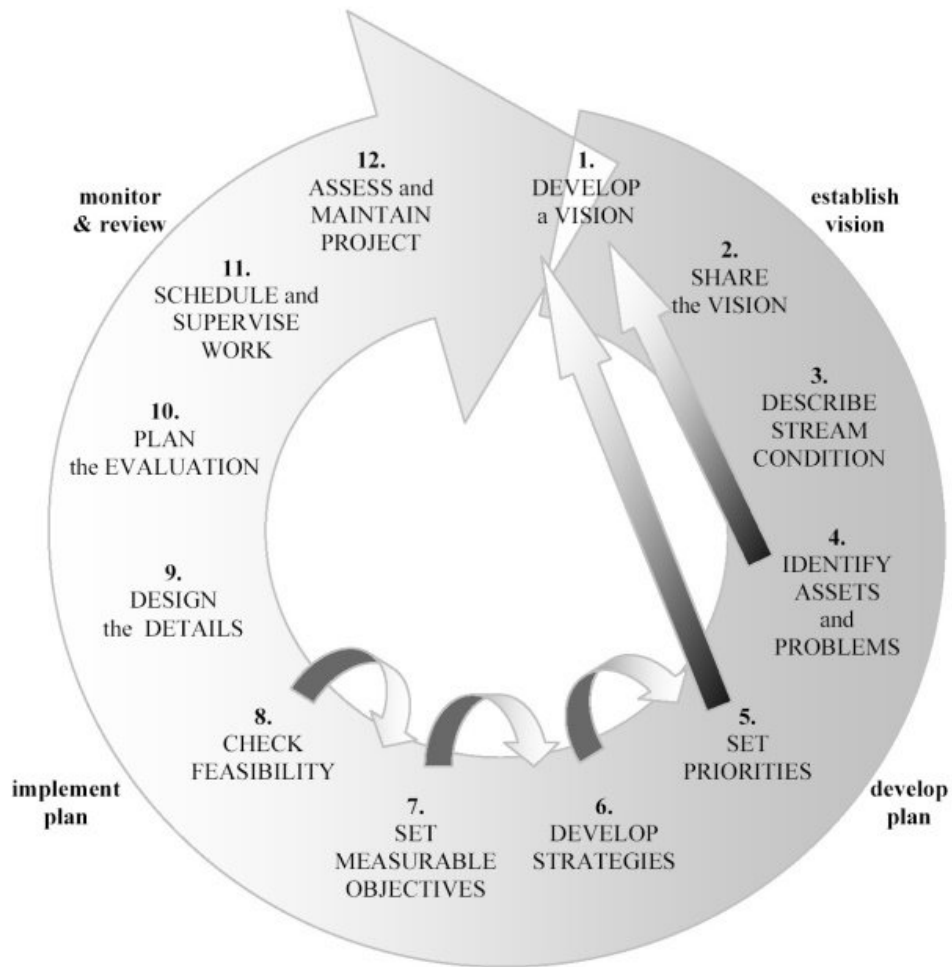 1.
DEVELOP
a VISION
2.
SHARE
the VISION
3.
DESCRIBE
STREAM
CONDITION
4.
IDENTIFY
ASSETS
and
PROBLEMS
5.
SET
PRIORITIES
6.
DEVELOP
STRATEGIES
7.
SET
MEASURABLE
OBJECTIVES
8.
CHECK
FEASIBILITY
9.
DESIGN
the DETAILS
10.
PLAN
the EVALUATION
11.
SCHEDULE and
SUPERVISE
WORK
12.
ASSESS and
MAINTAIN
PROJECT
establish
vision
develop
plan
implement
plan
monitor
& review